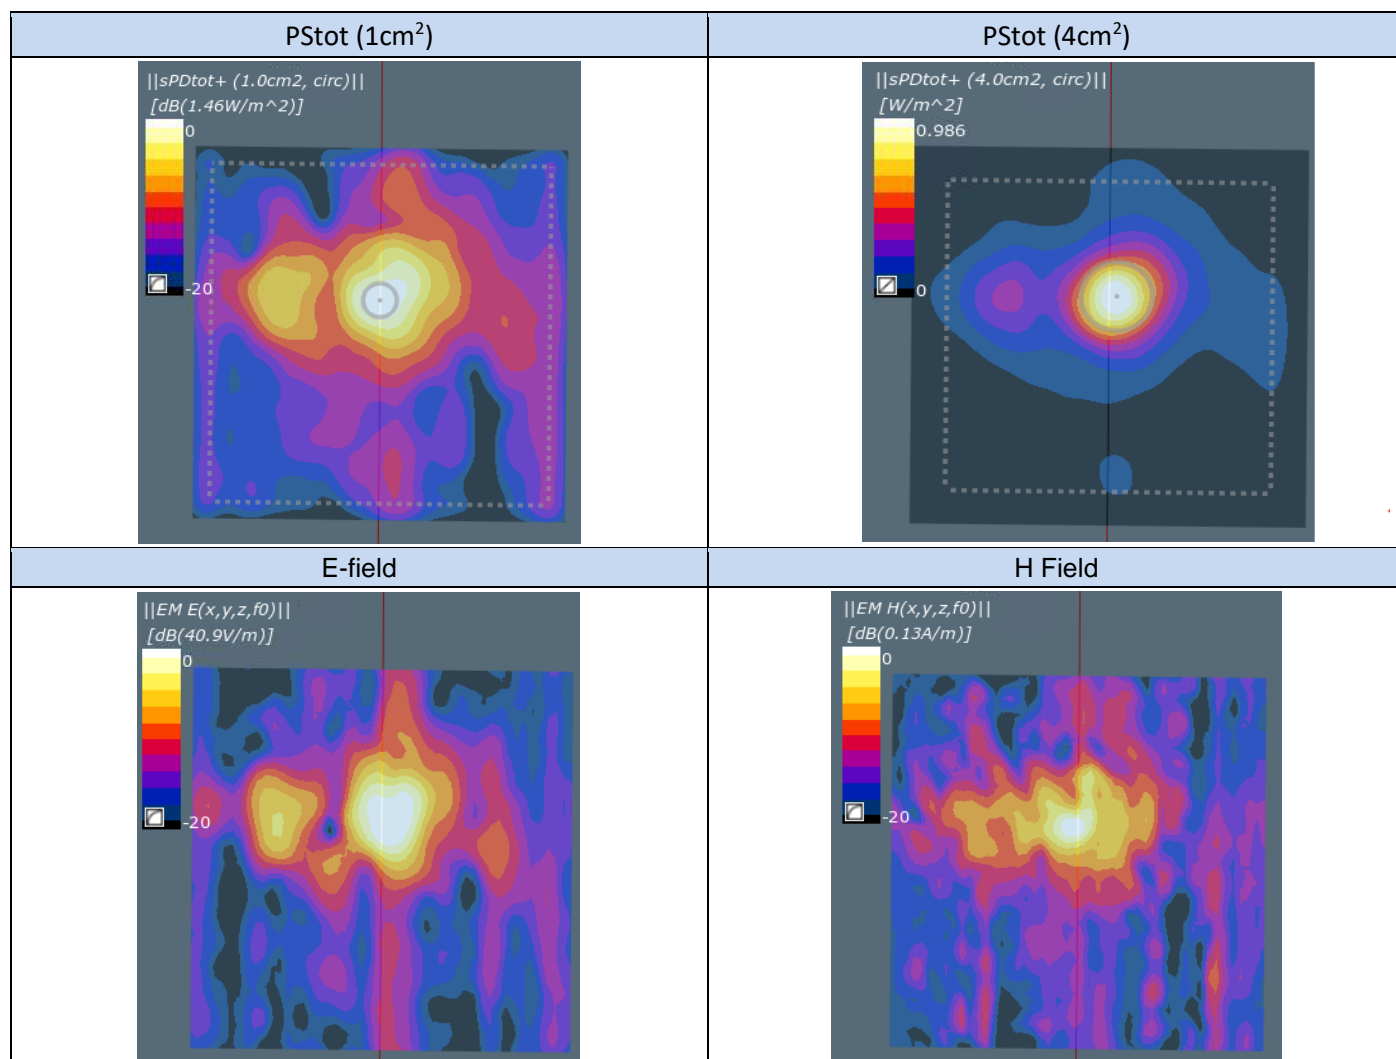 PStot (1cm²)
PStot (4cm²)
||sPDtot+ (1.0cm2, circ)||
[dB(1.46W/m^2)]
0
-20
||sPDtot+ (4.0cm2, circ)||
[W/m^2]
0.986
0
E-field
H Field
||EM E(x,y,z,f0)||
[dB(40.9V/m)]
0
-20
||EM H(x,y,z,f0)||
[dB(0.13A/m)]
0
-20